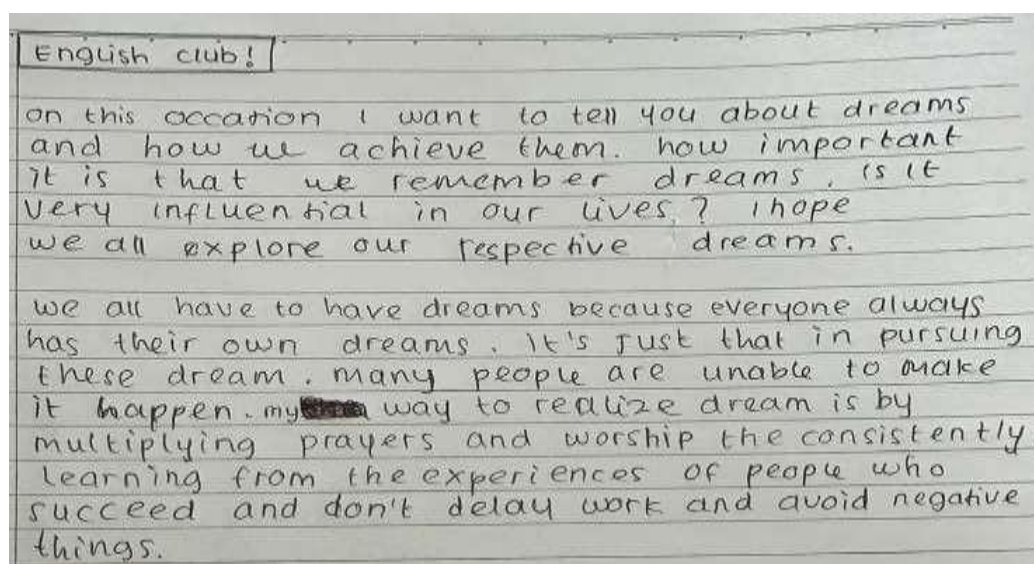 English club!
on this occation I want to tell you about dreams
and how we achieve them. how important
it is that we remember dreams. is it
very influential in our lives? I hope
we all explore our respective dreams.
we all have to have dreams because everyone always
has their own dreams. It's Just that in pursuing
these dream. many people are unable to make
it happen. my way to realize dream is by
multiplying prayers and worship the consistently
learning from the experiences of people who
succeed and don't delay work and avoid negative
things.